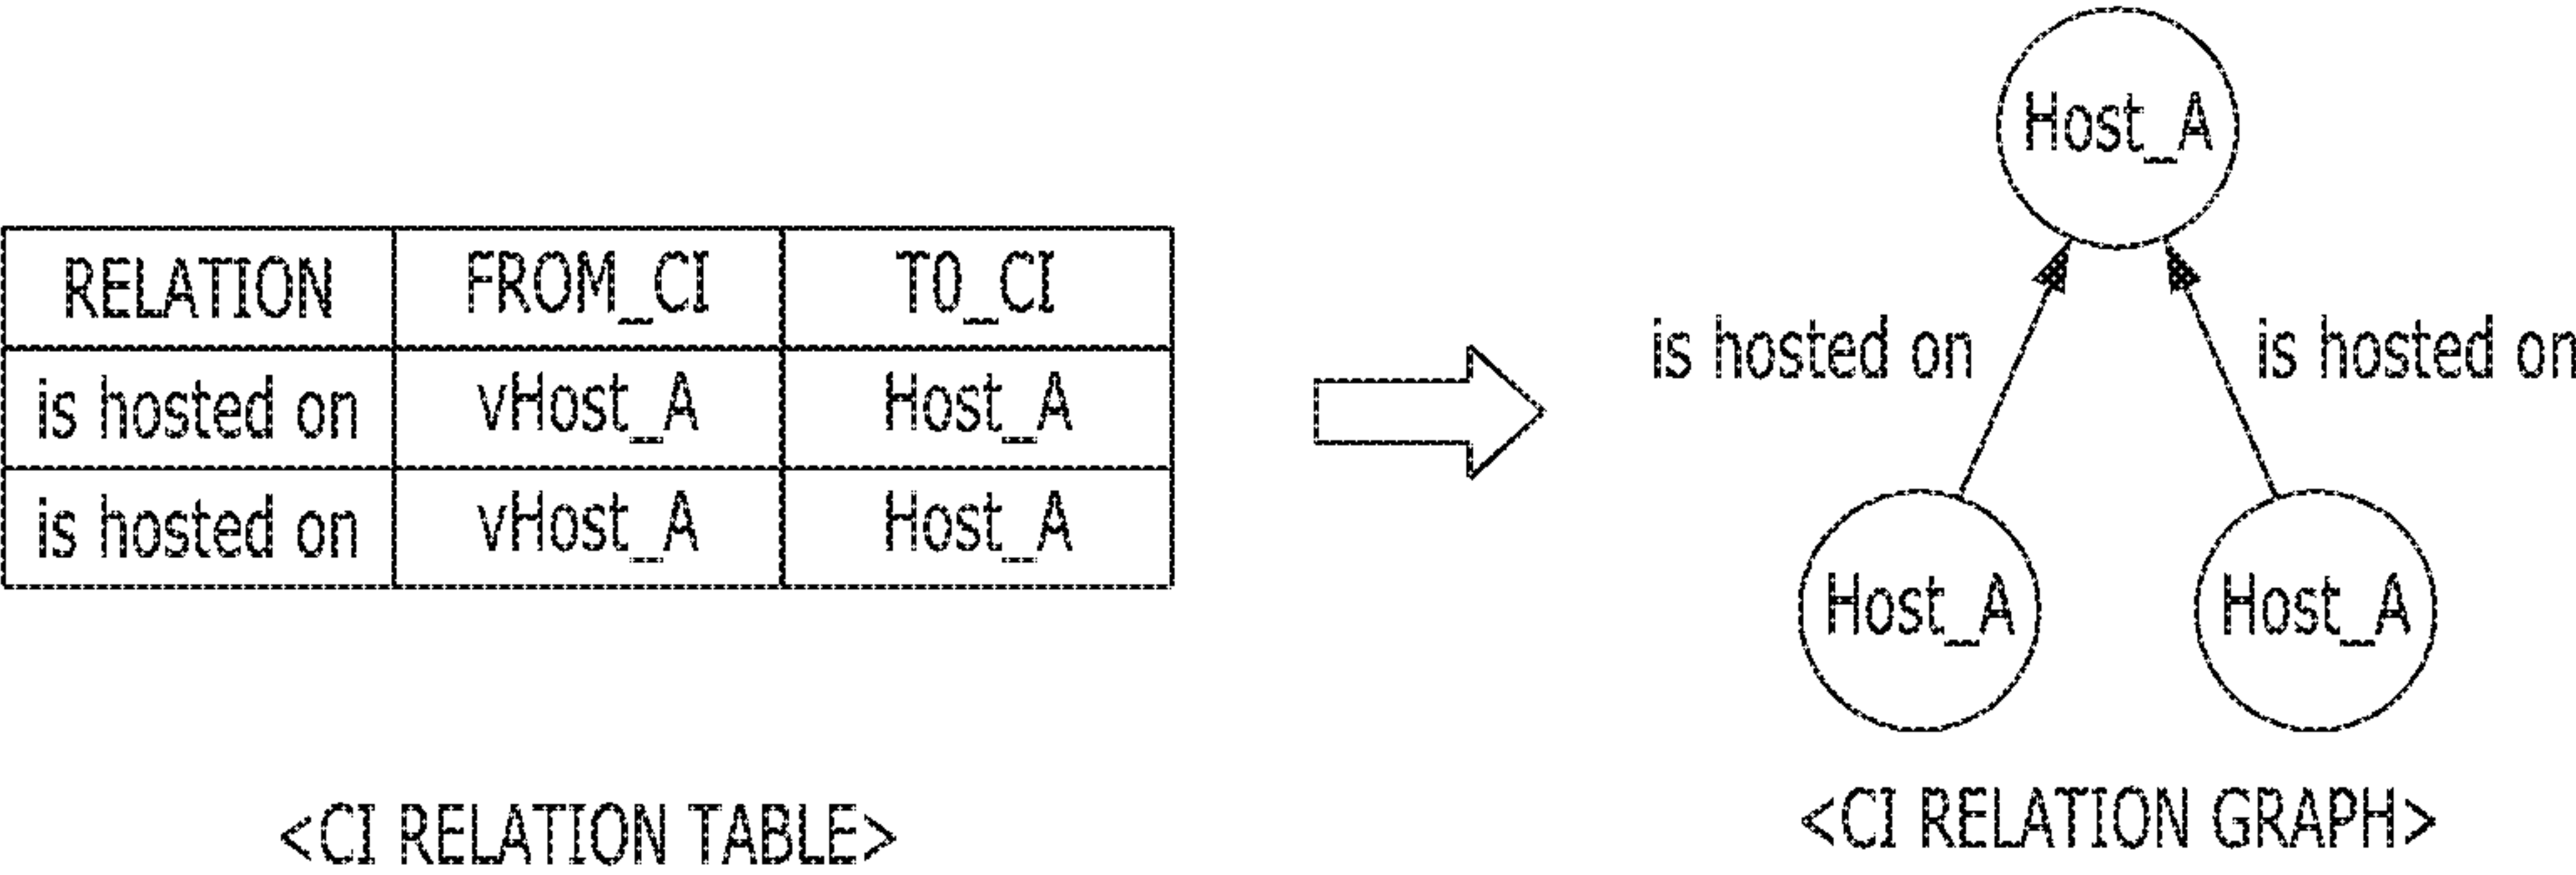 RELATION FROM_CI T0_CI
is hosted on vHost_A Host_A
is hosted on vHost_A Host_A
<CI RELATION TABLE>
Host_A
is hosted on is hosted on
Host_A Host_A
<CI RELATION GRAPH>